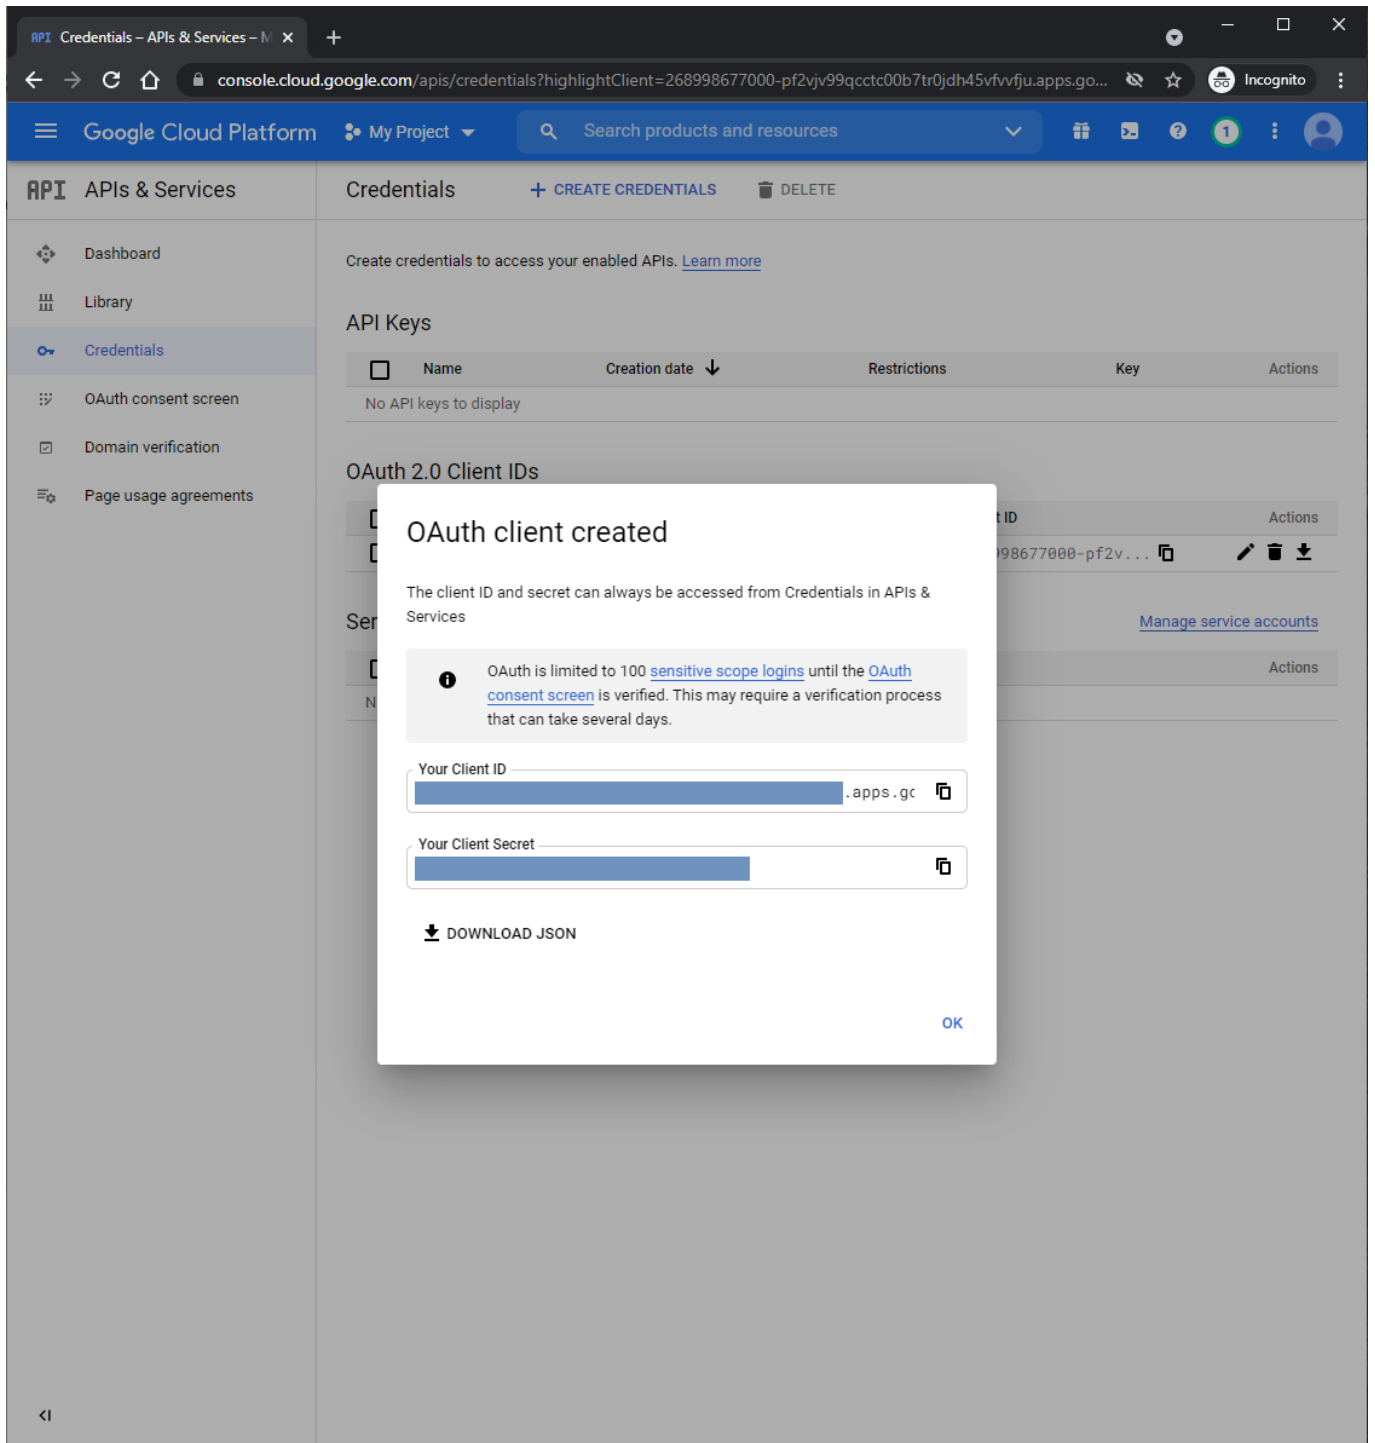 API Credentials – APIs & Services – M
console.cloud.google.com/apis/credentials?highlightClient=268998677000-pf2vjv99qcctc00b7tr0jdh45vfvvfju.apps.go...
Incognito
Google Cloud Platform
My Project
Search products and resources
1
API APIs & Services
Credentials
CREATE CREDENTIALS
DELETE
Dashboard
Library
Credentials
OAuth consent screen
Domain verification
Page usage agreements
Create credentials to access your enabled APIs. Learn more
API Keys
Name Creation date Restrictions Key Actions
No API keys to display
OAuth 2.0 Client IDs
t ID Actions
98677000-pf2v...
Ser
Manage service accounts
Actions
N
OAuth client created
The client ID and secret can always be accessed from Credentials in APIs &
Services
OAuth is limited to 100 sensitive scope logins until the OAuth
consent screen is verified. This may require a verification process
that can take several days.
Your Client ID
.apps.gc
Your Client Secret
DOWNLOAD JSON
OK